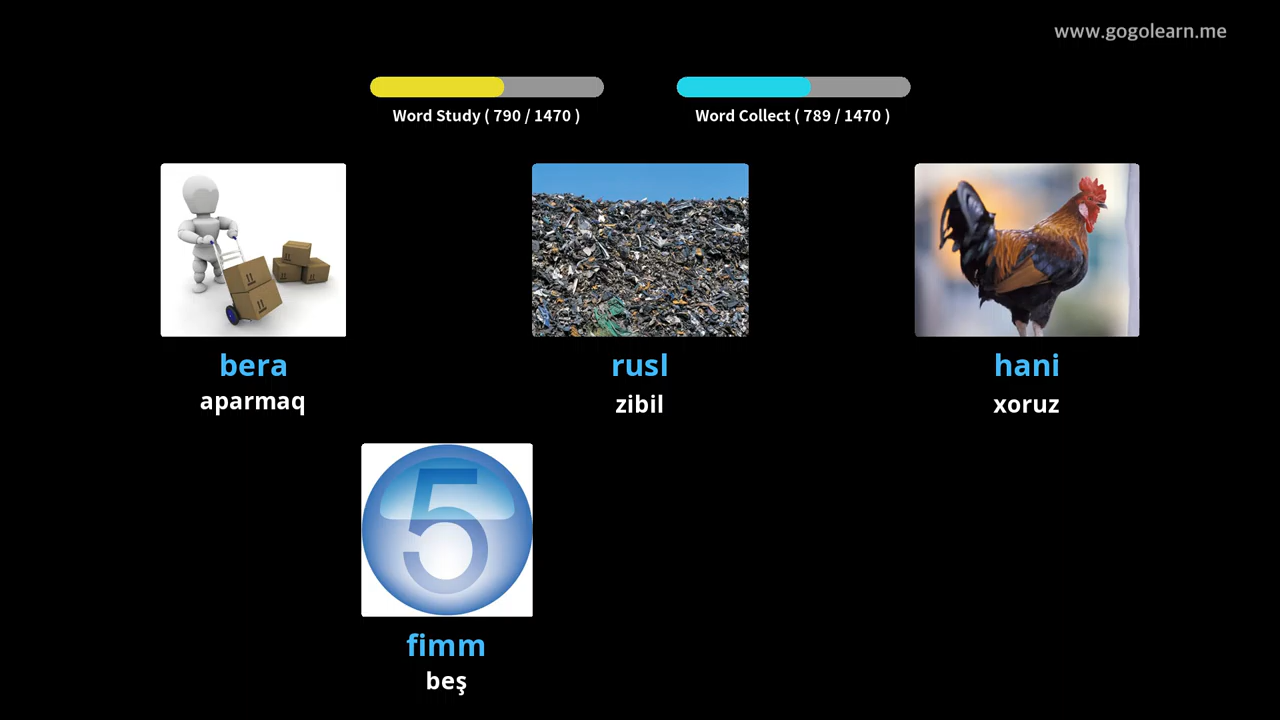 www.gogolearn.me
Word Study ( 790 / 1470 )
Word Collect ( 789 / 1470 )
bera
aparmaq
rusl
zibil
hani
xoruz
5
fimm
beş